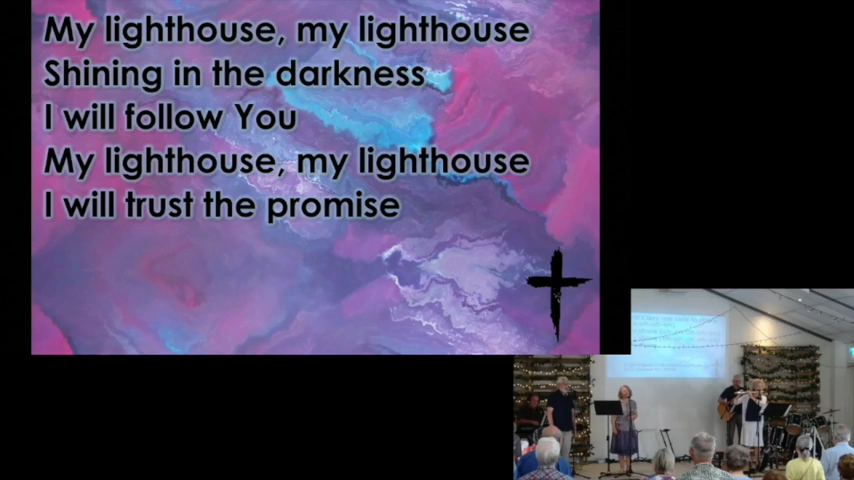 My lighthouse, my lighthouse
Shining in the darkness
I will follow You
My lighthouse, my lighthouse
I will trust the promise